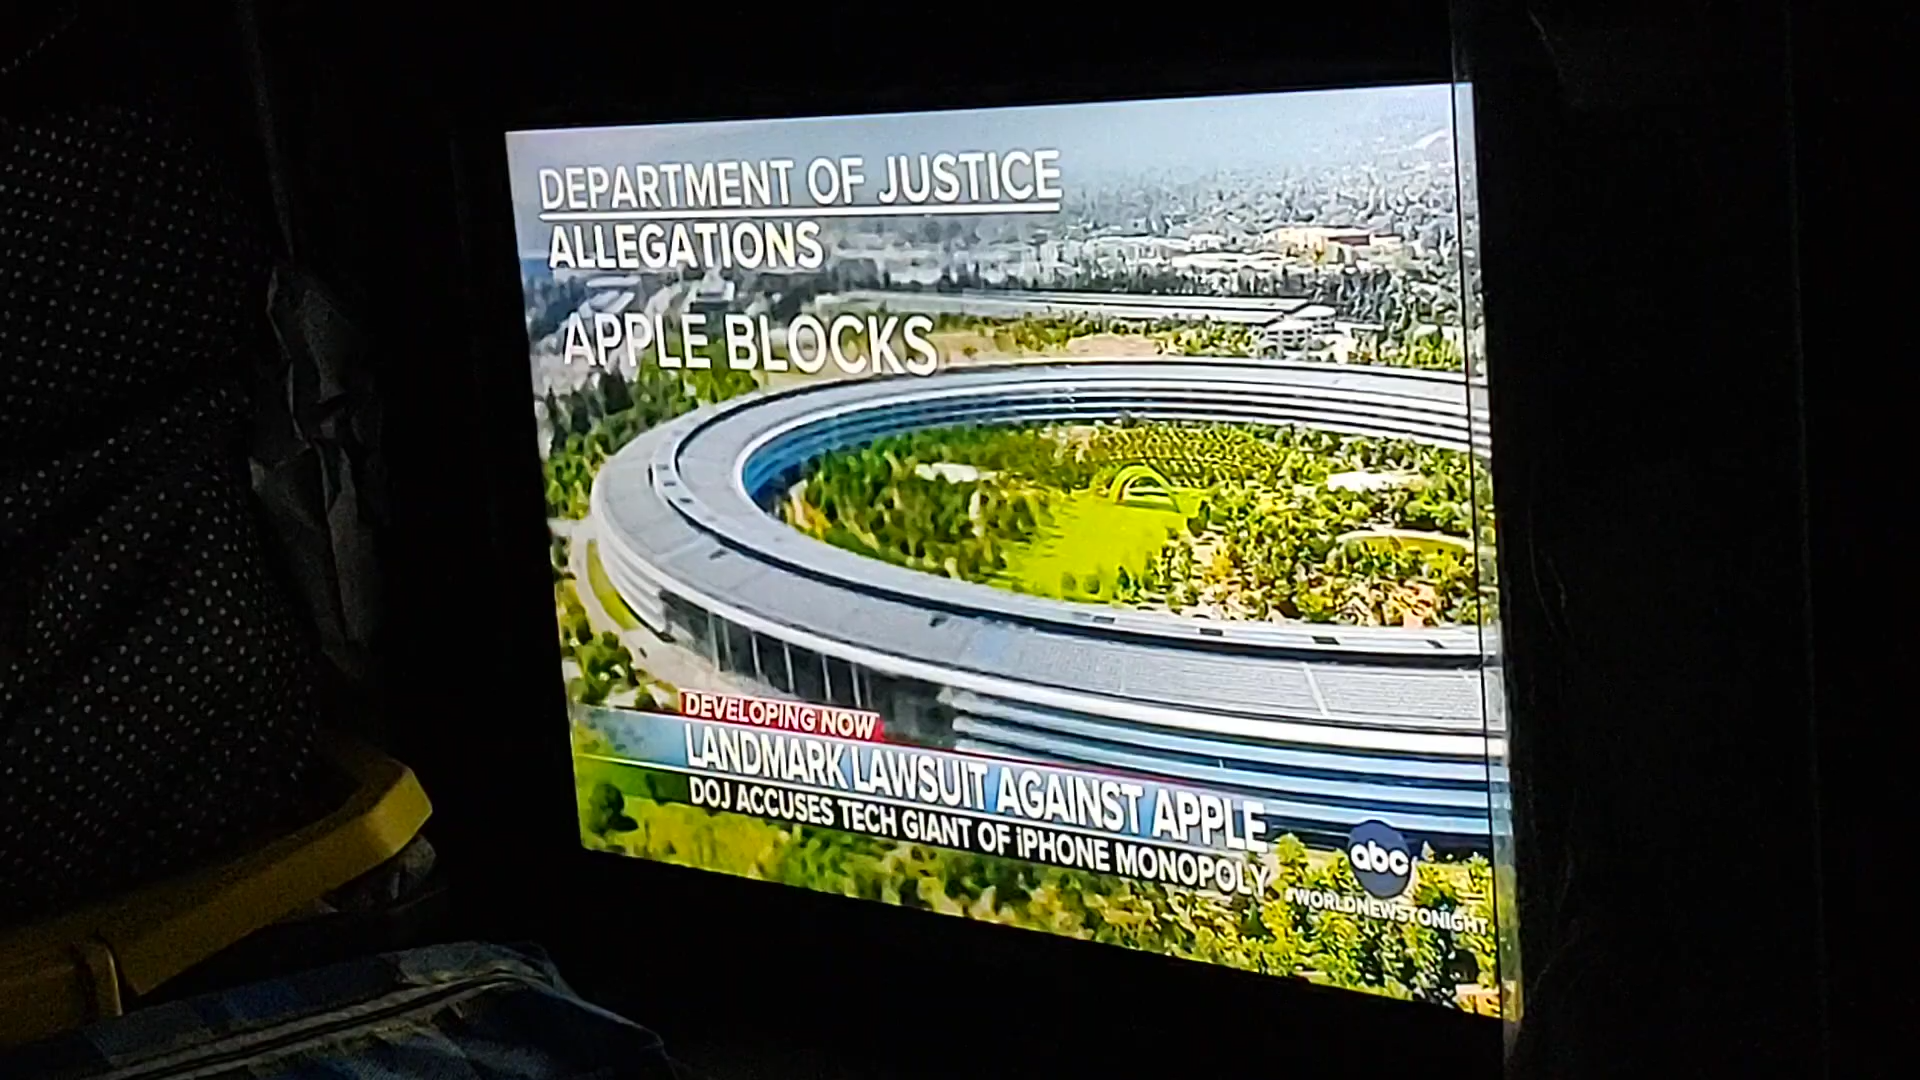 DEPARTMENT OF JUSTICE
ALLEGATIONS
APPLE BLOCKS
DEVELOPING NOW
LANDMARK LAWSUIT AGAINST APPLE
DOJ ACCUSES TECH GIANT OF iPHONE MONOPOLY
abc
#WORLDNEWSTONIGHT